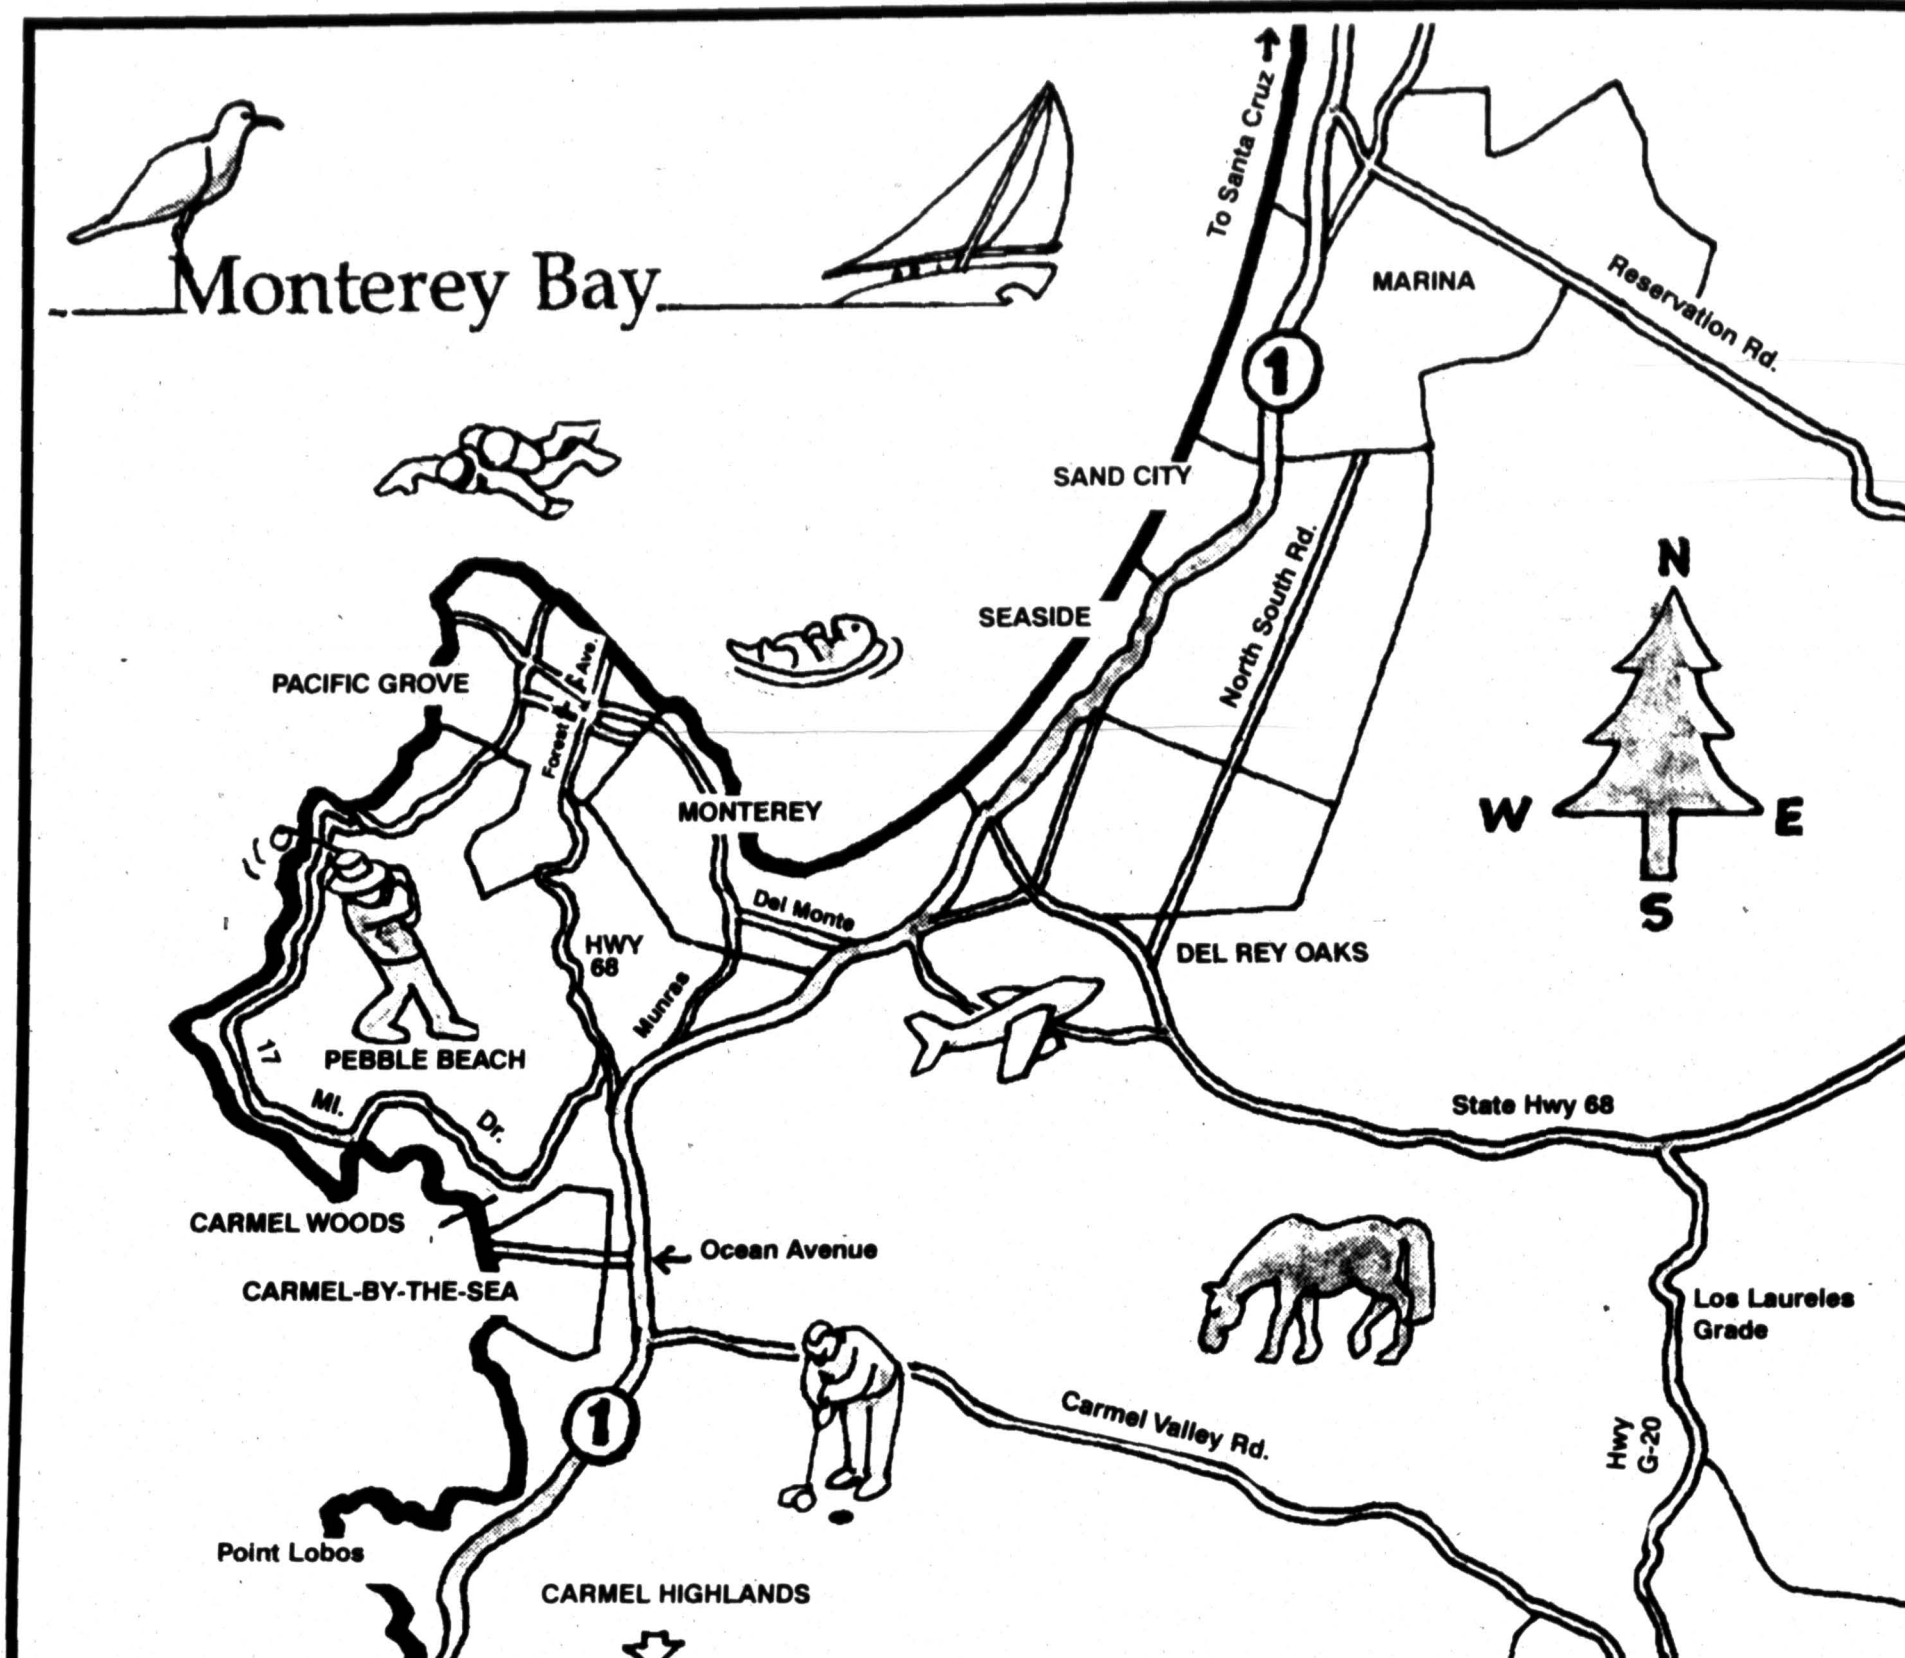 To Santa Cruz
Monterey Bay
MARINA
Reservation Rd.
1
SAND CITY
N
SEASIDE
North South Rd.
PACIFIC GROVE
Forest Ave.
W
E
MONTEREY
S
Del Monte
HWY
68
DEL REY OAKS
Munras
17
Mi.
Dr.
PEBBLE BEACH
State Hwy 68
CARMEL WOODS
Ocean Avenue
CARMEL-BY-THE-SEA
Los Laureles
Grade
Carmel Valley Rd.
1
Hwy
G-20
Point Lobos
CARMEL HIGHLANDS